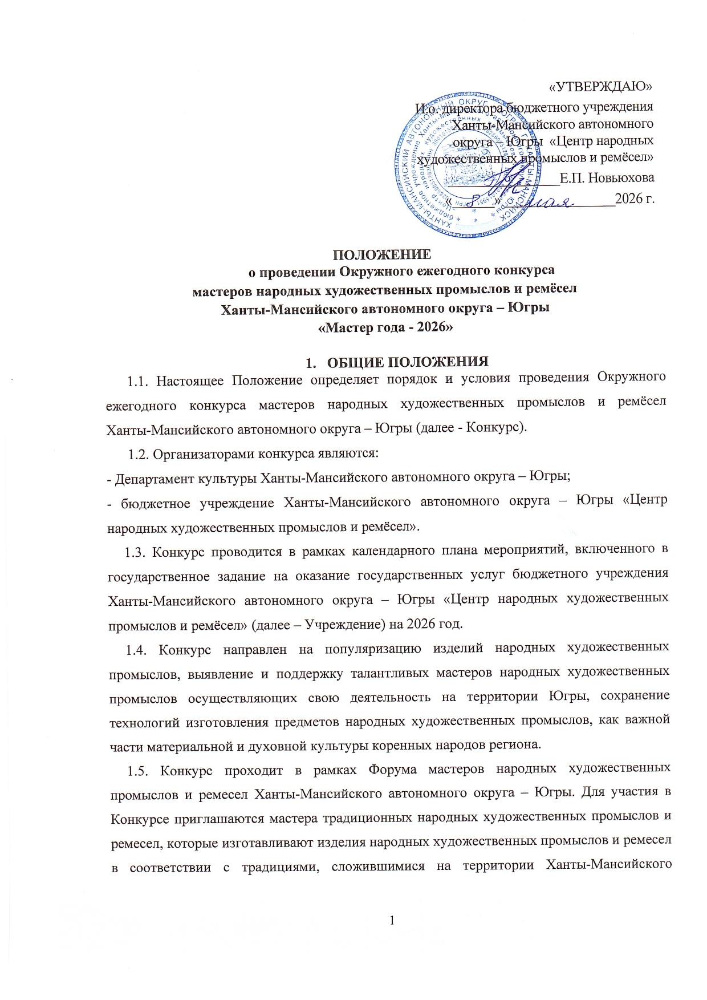 «УТВЕРЖДАЮ»
И.о. директора бюджетного учреждения
Ханты-Мансийского автономного
округа – Югры «Центр народных
художественных промыслов и ремёсел»
Е.П. Новьюхова
« 8 » мая 2026 г.
ХАНТЫ-МАНСИЙСКИЙ АВТОНОМНЫЙ ОКРУГ - ЮГРА Г. ХАНТЫ-МАНСИЙСК
ПОЛОЖЕНИЕ
о проведении Окружного ежегодного конкурса
мастеров народных художественных промыслов и ремёсел
Ханты-Мансийского автономного округа – Югры
«Мастер года - 2026»
1. ОБЩИЕ ПОЛОЖЕНИЯ
1.1. Настоящее Положение определяет порядок и условия проведения Окружного
ежегодного конкурса мастеров народных художественных промыслов и ремёсел
Ханты-Мансийского автономного округа – Югры (далее - Конкурс).
1.2. Организаторами конкурса являются:
- Департамент культуры Ханты-Мансийского автономного округа – Югры;
- бюджетное учреждение Ханты-Мансийского автономного округа – Югры «Центр
народных художественных промыслов и ремёсел».
1.3. Конкурс проводится в рамках календарного плана мероприятий, включенного в
государственное задание на оказание государственных услуг бюджетного учреждения
Ханты-Мансийского автономного округа – Югры «Центр народных художественных
промыслов и ремёсел» (далее – Учреждение) на 2026 год.
1.4. Конкурс направлен на популяризацию изделий народных художественных
промыслов, выявление и поддержку талантливых мастеров народных художественных
промыслов осуществляющих свою деятельность на территории Югры, сохранение
технологий изготовления предметов народных художественных промыслов, как важной
части материальной и духовной культуры коренных народов региона.
1.5. Конкурс проходит в рамках Форума мастеров народных художественных
промыслов и ремесел Ханты-Мансийского автономного округа – Югры. Для участия в
Конкурсе приглашаются мастера традиционных народных художественных промыслов и
ремесел, которые изготавливают изделия народных художественных промыслов и ремесел
в соответствии с традициями, сложившимися на территории Ханты-Мансийского
1